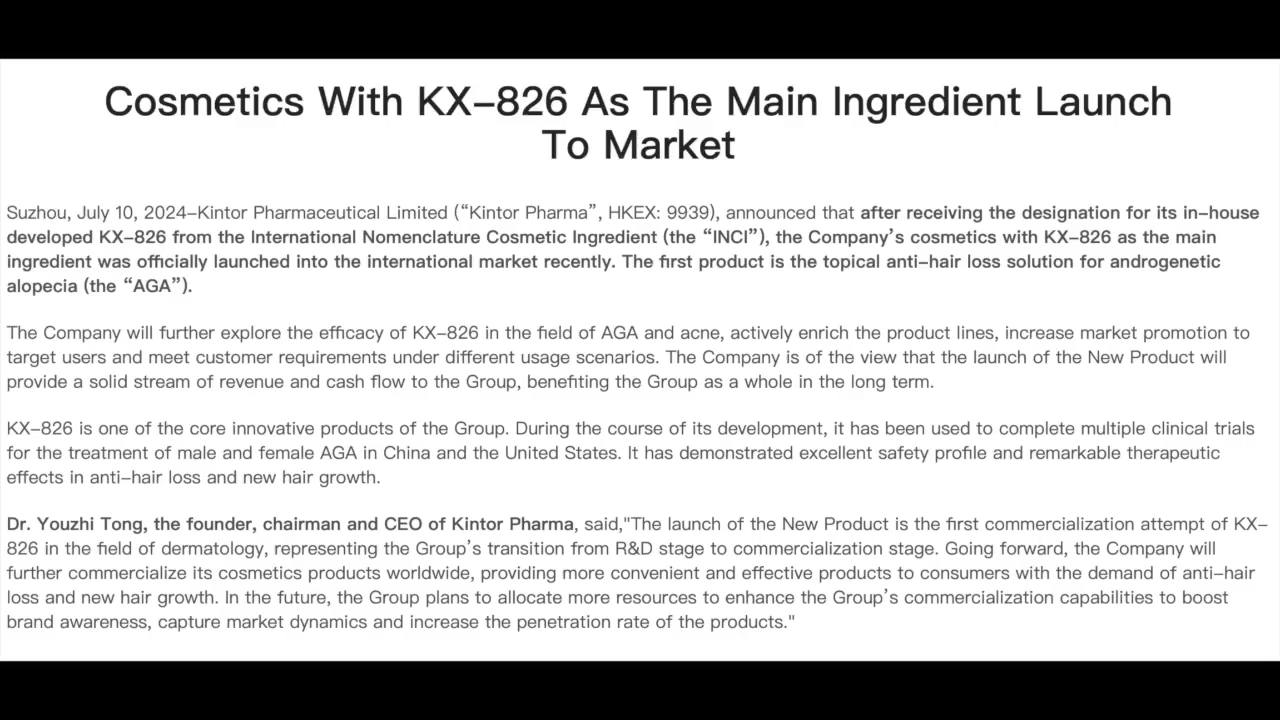 Cosmetics With KX–826 As The Main Ingredient Launch
To Market
Suzhou, July 10, 2024–Kintor Pharmaceutical Limited (“Kintor Pharma”, HKEX: 9939), announced that after receiving the designation for its in-house
developed KX–826 from the International Nomenclature Cosmetic Ingredient (the “INCI”), the Company’s cosmetics with KX–826 as the main
ingredient was officially launched into the international market recently. The first product is the topical anti–hair loss solution for androgenetic
alopecia (the “AGA”).
The Company will further explore the efficacy of KX–826 in the field of AGA and acne, actively enrich the product lines, increase market promotion to
target users and meet customer requirements under different usage scenarios. The Company is of the view that the launch of the New Product will
provide a solid stream of revenue and cash flow to the Group, benefiting the Group as a whole in the long term.
KX–826 is one of the core innovative products of the Group. During the course of its development, it has been used to complete multiple clinical trials
for the treatment of male and female AGA in China and the United States. It has demonstrated excellent safety profile and remarkable therapeutic
effects in anti–hair loss and new hair growth.
Dr. Youzhi Tong, the founder, chairman and CEO of Kintor Pharma, said,"The launch of the New Product is the first commercialization attempt of KX–
826 in the field of dermatology, representing the Group’s transition from R&D stage to commercialization stage. Going forward, the Company will
further commercialize its cosmetics products worldwide, providing more convenient and effective products to consumers with the demand of anti–hair
loss and new hair growth. In the future, the Group plans to allocate more resources to enhance the Group’s commercialization capabilities to boost
brand awareness, capture market dynamics and increase the penetration rate of the products."